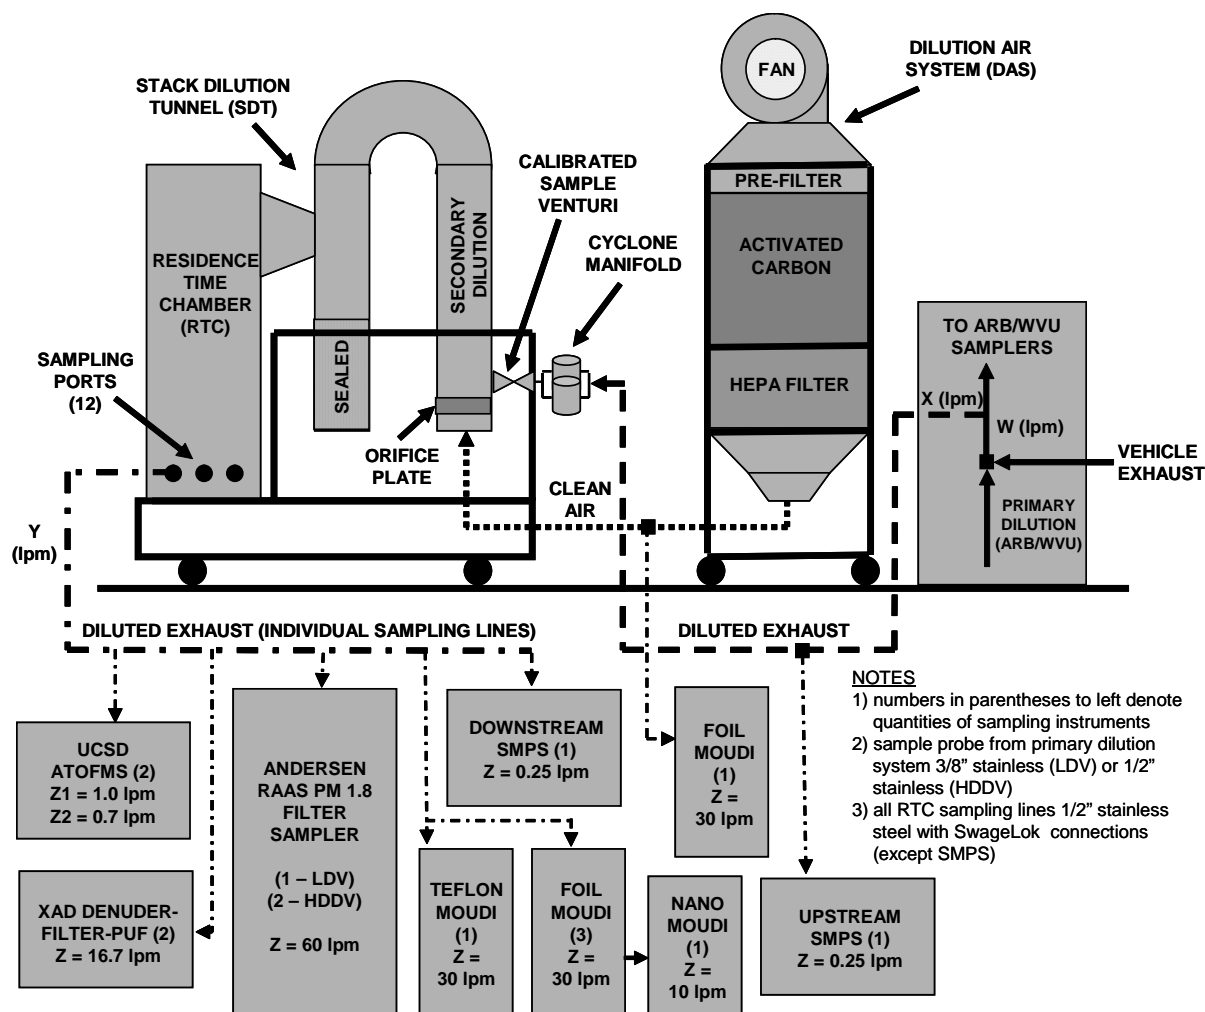 FAN
DILUTION AIR
SYSTEM (DAS)
STACK DILUTION
TUNNEL (SDT)
CALIBRATED
SAMPLE
VENTURI
PRE-FILTER
CYCLONE
MANIFOLD
SECONDARY
DILUTION
ACTIVATED
CARBON
RESIDENCE
TIME
CHAMBER
(RTC)
TO ARB/WVU
SAMPLERS
SAMPLING
PORTS
(12)
SEALED
HEPA FILTER
X (lpm)
W (lpm)
ORIFICE
PLATE
VEHICLE
EXHAUST
CLEAN
AIR
PRIMARY
DILUTION
(ARB/WVU)
Y
(lpm)
DILUTED EXHAUST (INDIVIDUAL SAMPLING LINES)
DILUTED EXHAUST
NOTES
1) numbers in parentheses to left denote
quantities of sampling instruments
2) sample probe from primary dilution
system 3/8” stainless (LDV) or 1/2”
stainless (HDDV)
3) all RTC sampling lines 1/2” stainless
steel with SwageLok connections
(except SMPS)
UCSD
ATOFMS (2)
Z1 = 1.0 lpm
Z2 = 0.7 lpm
XAD DENUDER-
FILTER-PUF (2)
Z = 16.7 lpm
ANDERSEN
RAAS PM 1.8
FILTER
SAMPLER
(1 – LDV)
(2 – HDDV)
Z = 60 lpm
DOWNSTREAM
SMPS (1)
Z = 0.25 lpm
TEFLON
MOUDI
(1)
Z =
30 lpm
FOIL
MOUDI
(3)
Z =
30 lpm
NANO
MOUDI
(1)
Z =
10 lpm
FOIL
MOUDI
(1)
Z =
30 lpm
UPSTREAM
SMPS (1)
Z = 0.25 lpm